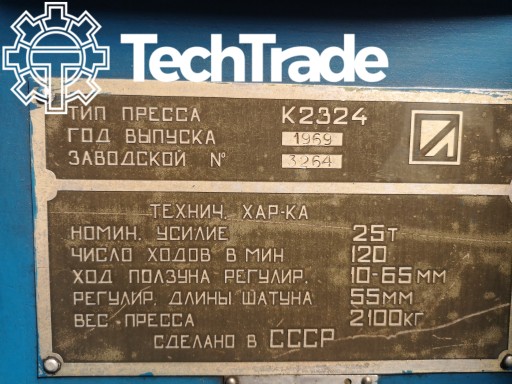 TechTrade
ТИП ПРЕССА К2324
ГОД ВЫПУСКА 1969
ЗАВОДСКОЙ № 3264
ТЕХНИЧ. ХАР-КА
НОМИН. УСИЛИЕ 25Т
ЧИСЛО ХОДОВ В МИН 120
ХОД ПОЛЗУНА РЕГУЛИР. 10-65ММ
РЕГУЛИР. ДЛИНЫ ШАТУНА 55ММ
ВЕС ПРЕССА 2100КГ
СДЕЛАНО В СССР